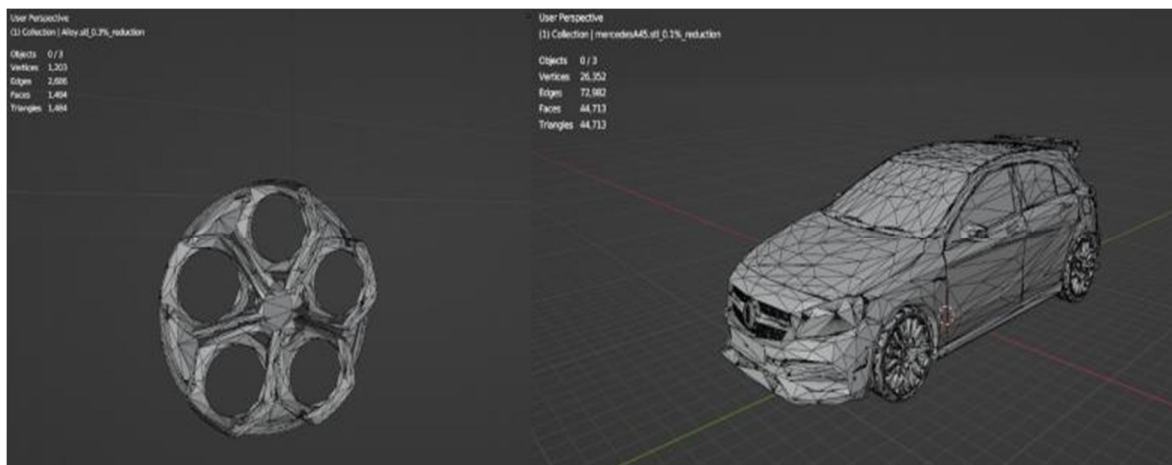 User Perspective
(1) Collection | Alloy.stl_0.3%_reduction
Objects 0/3
Vertices 1,203
Edges 2,686
Faces 1,484
Triangles 1,484
User Perspective
(1) Collection | mercedesA45.stl_0.1%_reduction
Objects 0/3
Vertices 26,352
Edges 72,982
Faces 44,713
Triangles 44,713